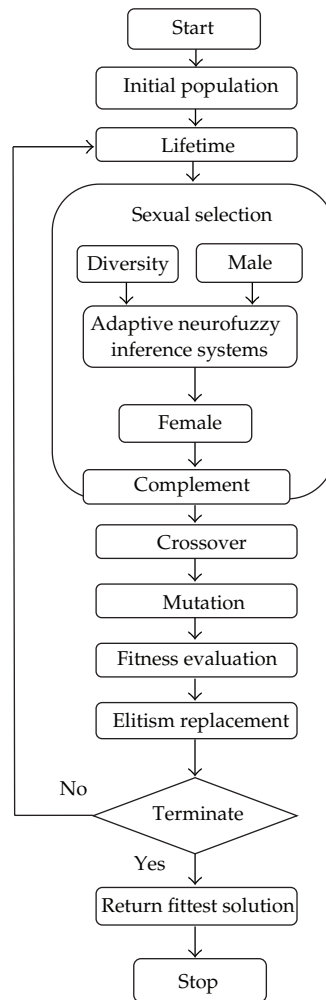 Start
Initial population
Lifetime
Sexual selection
Diversity
Male
Adaptive neurofuzzy
inference systems
Female
Complement
Crossover
Mutation
Fitness evaluation
Elitism replacement
No
Terminate
Yes
Return fittest solution
Stop